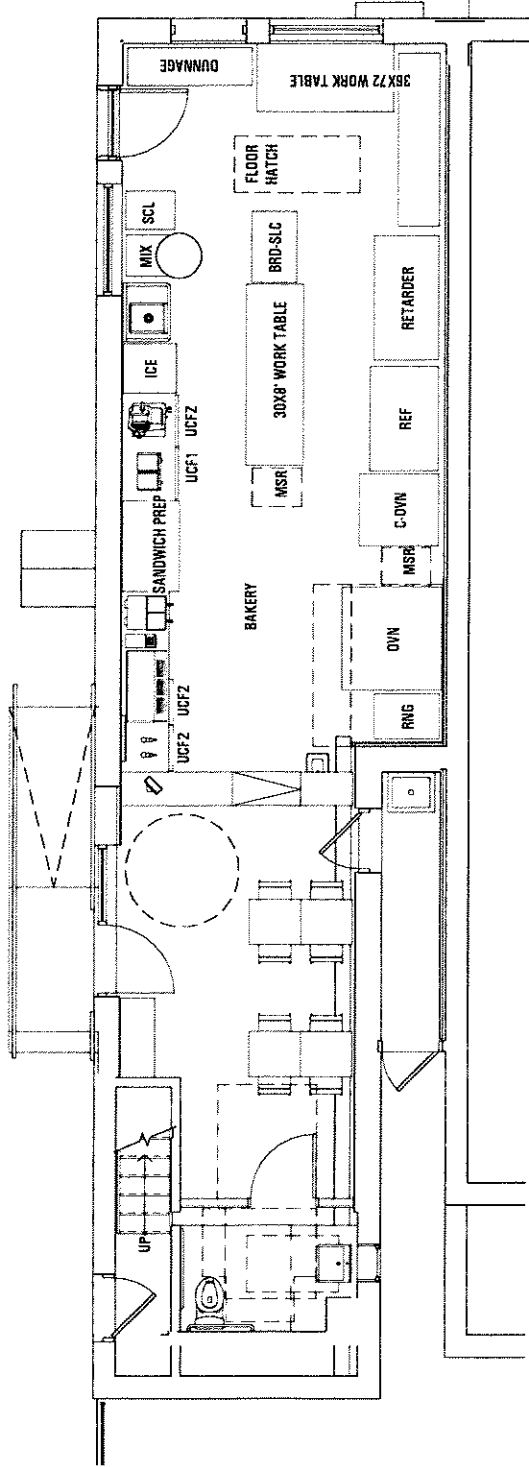 DUNNAGE
36X72 WORK TABLE
FLOOR
HATCH
SCL
MIX
BRD-SLC
ICE
30X8' WORK TABLE
RETARDER
UCF2
UCF1
MSR
REF
SANDWICH PREP
C-OVN
MSR
BAKERY
OVN
UCF2
UCF2
RNG
UP